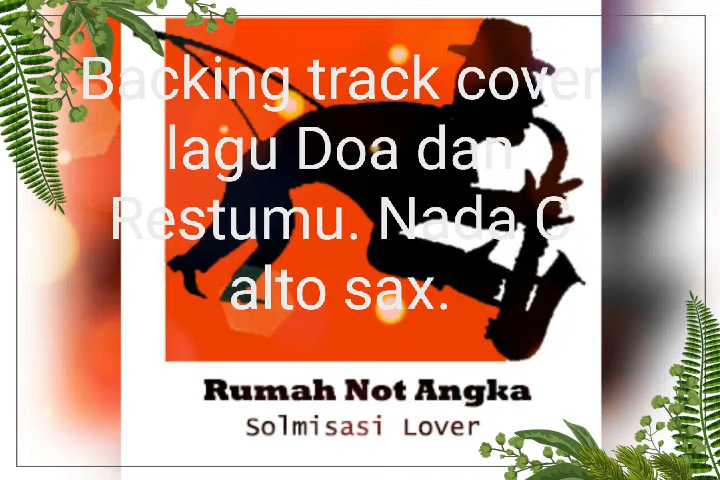 Backing track cover
lagu Doa dan
Restumu. Nada C
alto sax.
Rumah Not Angka
Solmisasi Lover